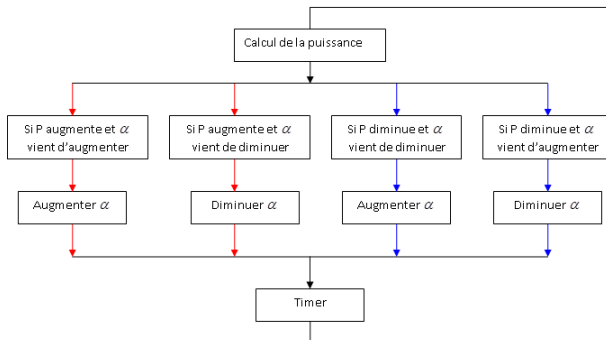 Calcul de la puissance
Si P augmente et α
vient d'augmenter
Si P augmente et α
vient de diminuer
Si P diminue et α
vient de diminuer
Si P diminue et α
vient d'augmenter
Augmenter α
Diminuer α
Augmenter α
Diminuer α
Timer